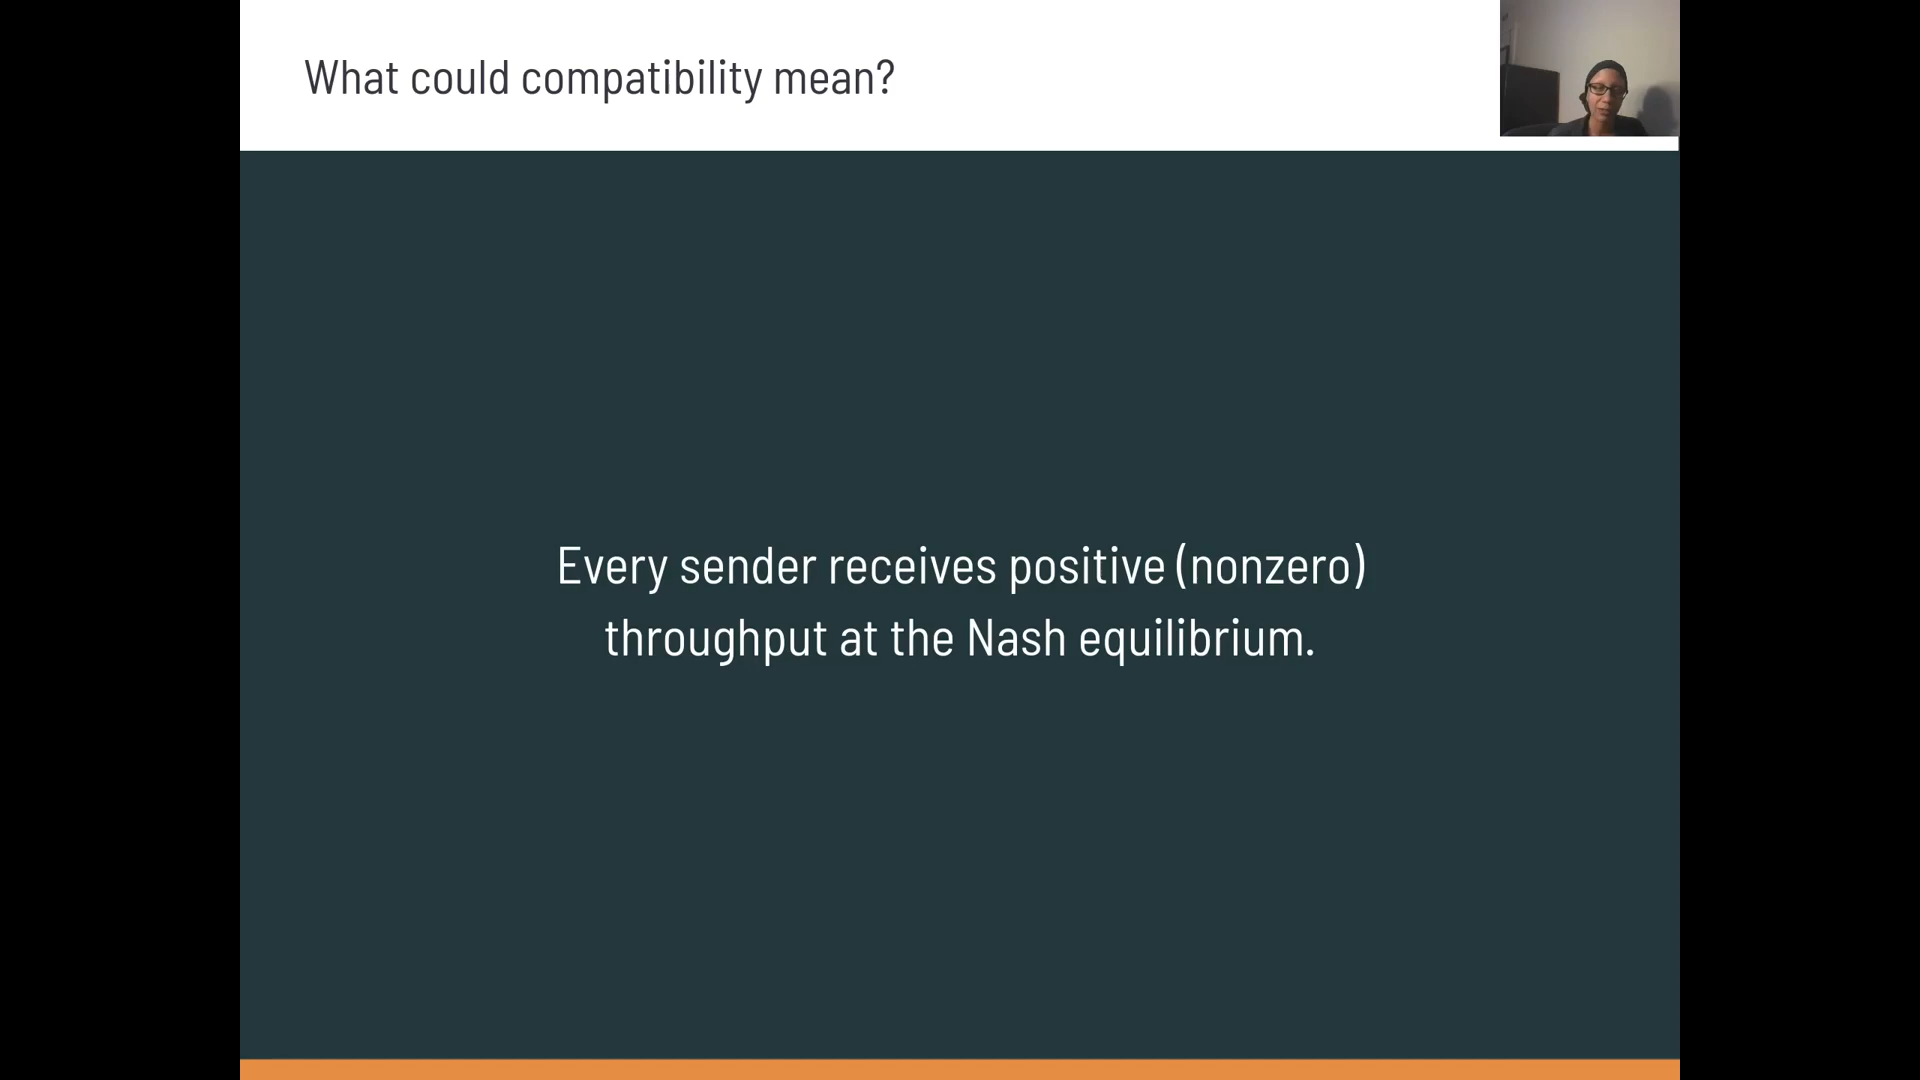 What could compatibility mean?
Every sender receives positive (nonzero)
throughput at the Nash equilibrium.